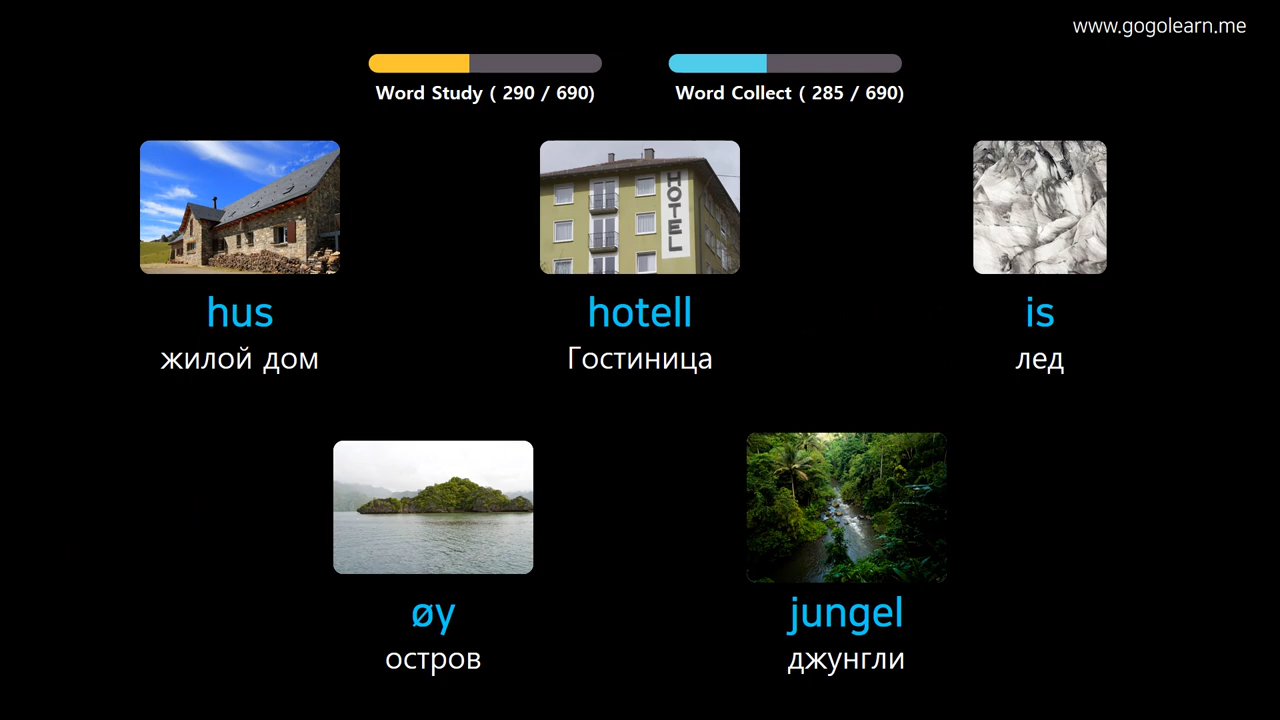 www.gogolearn.me
Word Study ( 290 / 690)
Word Collect ( 285 / 690)
HOTEL
hus
hotell
is
жилой дом
Гостиница
лед
øy
jungel
остров
джунгли